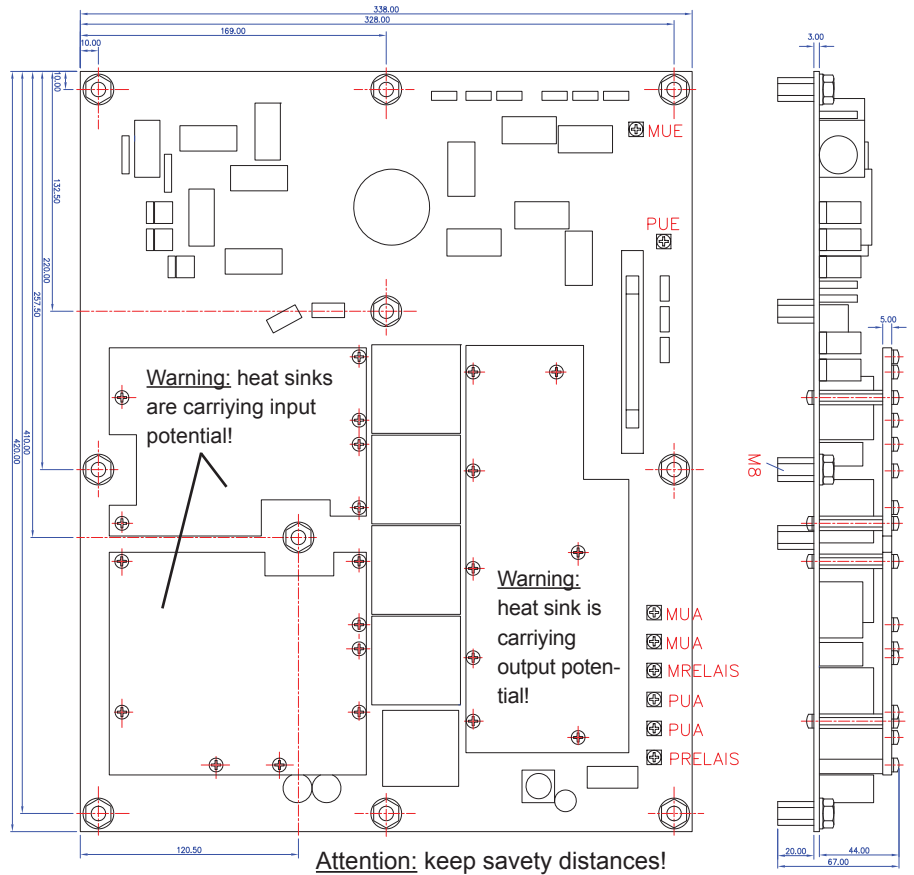 338.00
328.00
169.00
10.00
3.00
10.00
MUE
132.50
PUE
220.00
257.50
5.00
Warning: heat sinks
are carriying input
potential!
410.00
420.00
M8
Warning:
heat sink is
carriying
output poten-
tial!
MUA
MUA
MRELAIS
PUA
PUA
PRELAIS
120.50
20.00
44.00
67.00
Attention: keep savety distances!